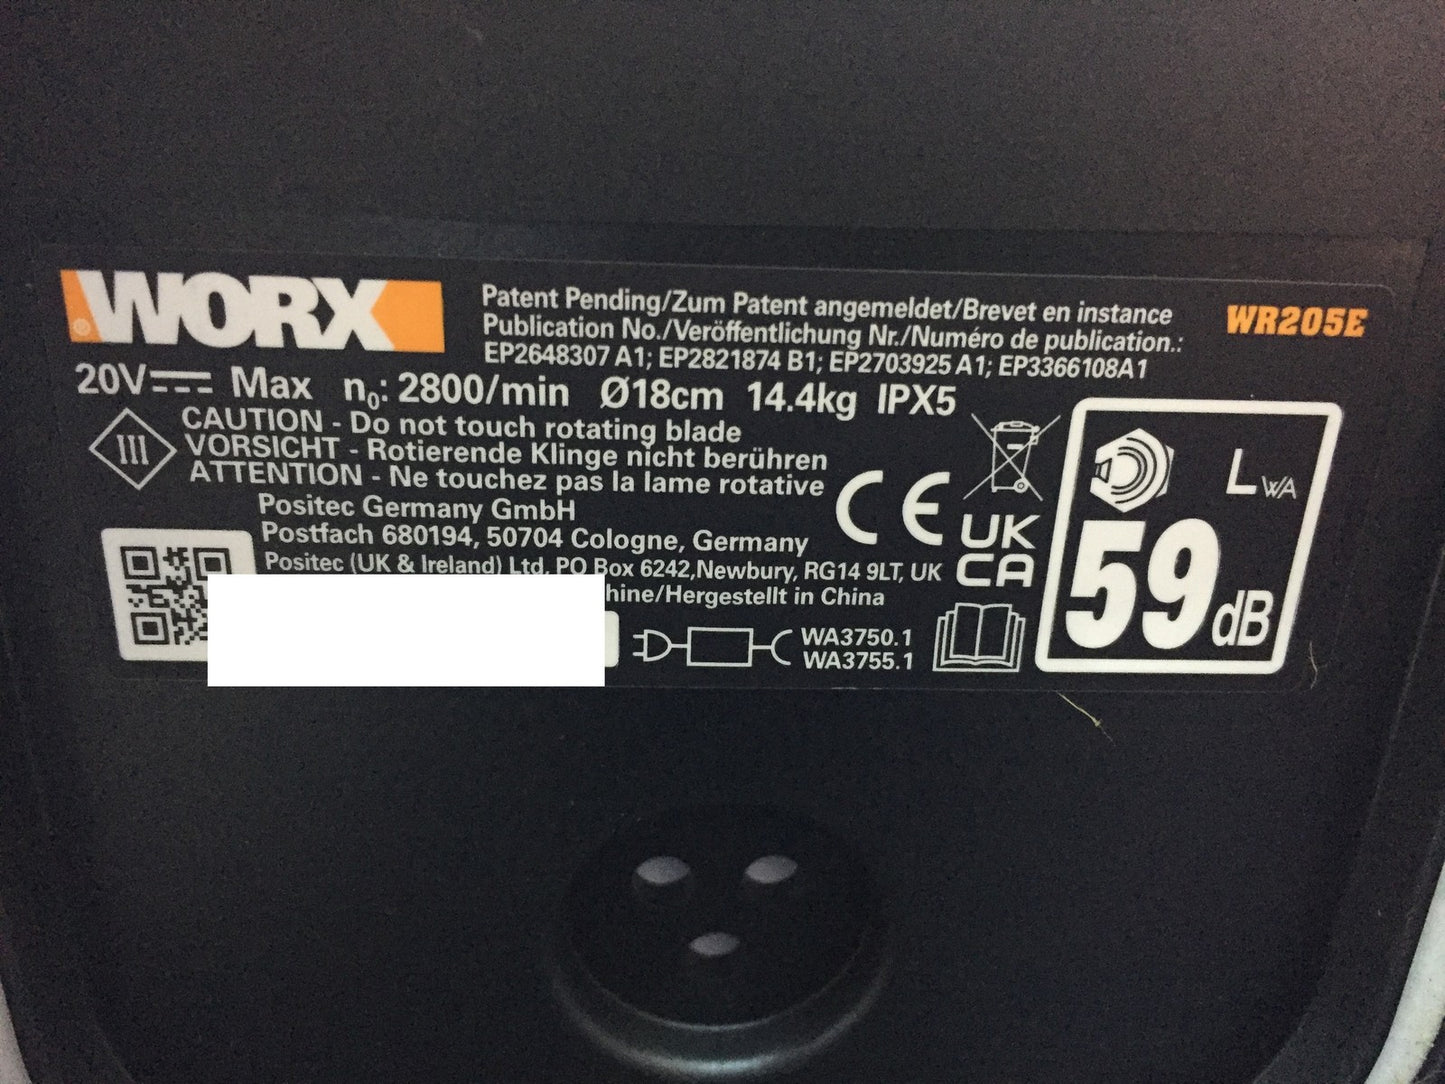 WORX®
Patent Pending/Zum Patent angemeldet/Brevet en instance
WR205E
Publication No./Veröffentlichung Nr./Numéro de publication.:
EP2648307 A1; EP2821874 B1; EP2703925 A1; EP3366108A1
20V Max n0: 2800/min Ø18cm 14.4kg IPX5
III
CAUTION - Do not touch rotating blade
VORSICHT - Rotierende Klinge nicht berühren
ATTENTION - Ne touchez pas la lame rotative
Positec Germany GmbH
Postfach 680194, 50704 Cologne, Germany
Positec (UK & Ireland) Ltd, PO Box 6242,Newbury, RG14 9LT, UK
hine/Hergestellt in China
CE
UK
CA
WA3750.1
WA3755.1
LWA
59dB